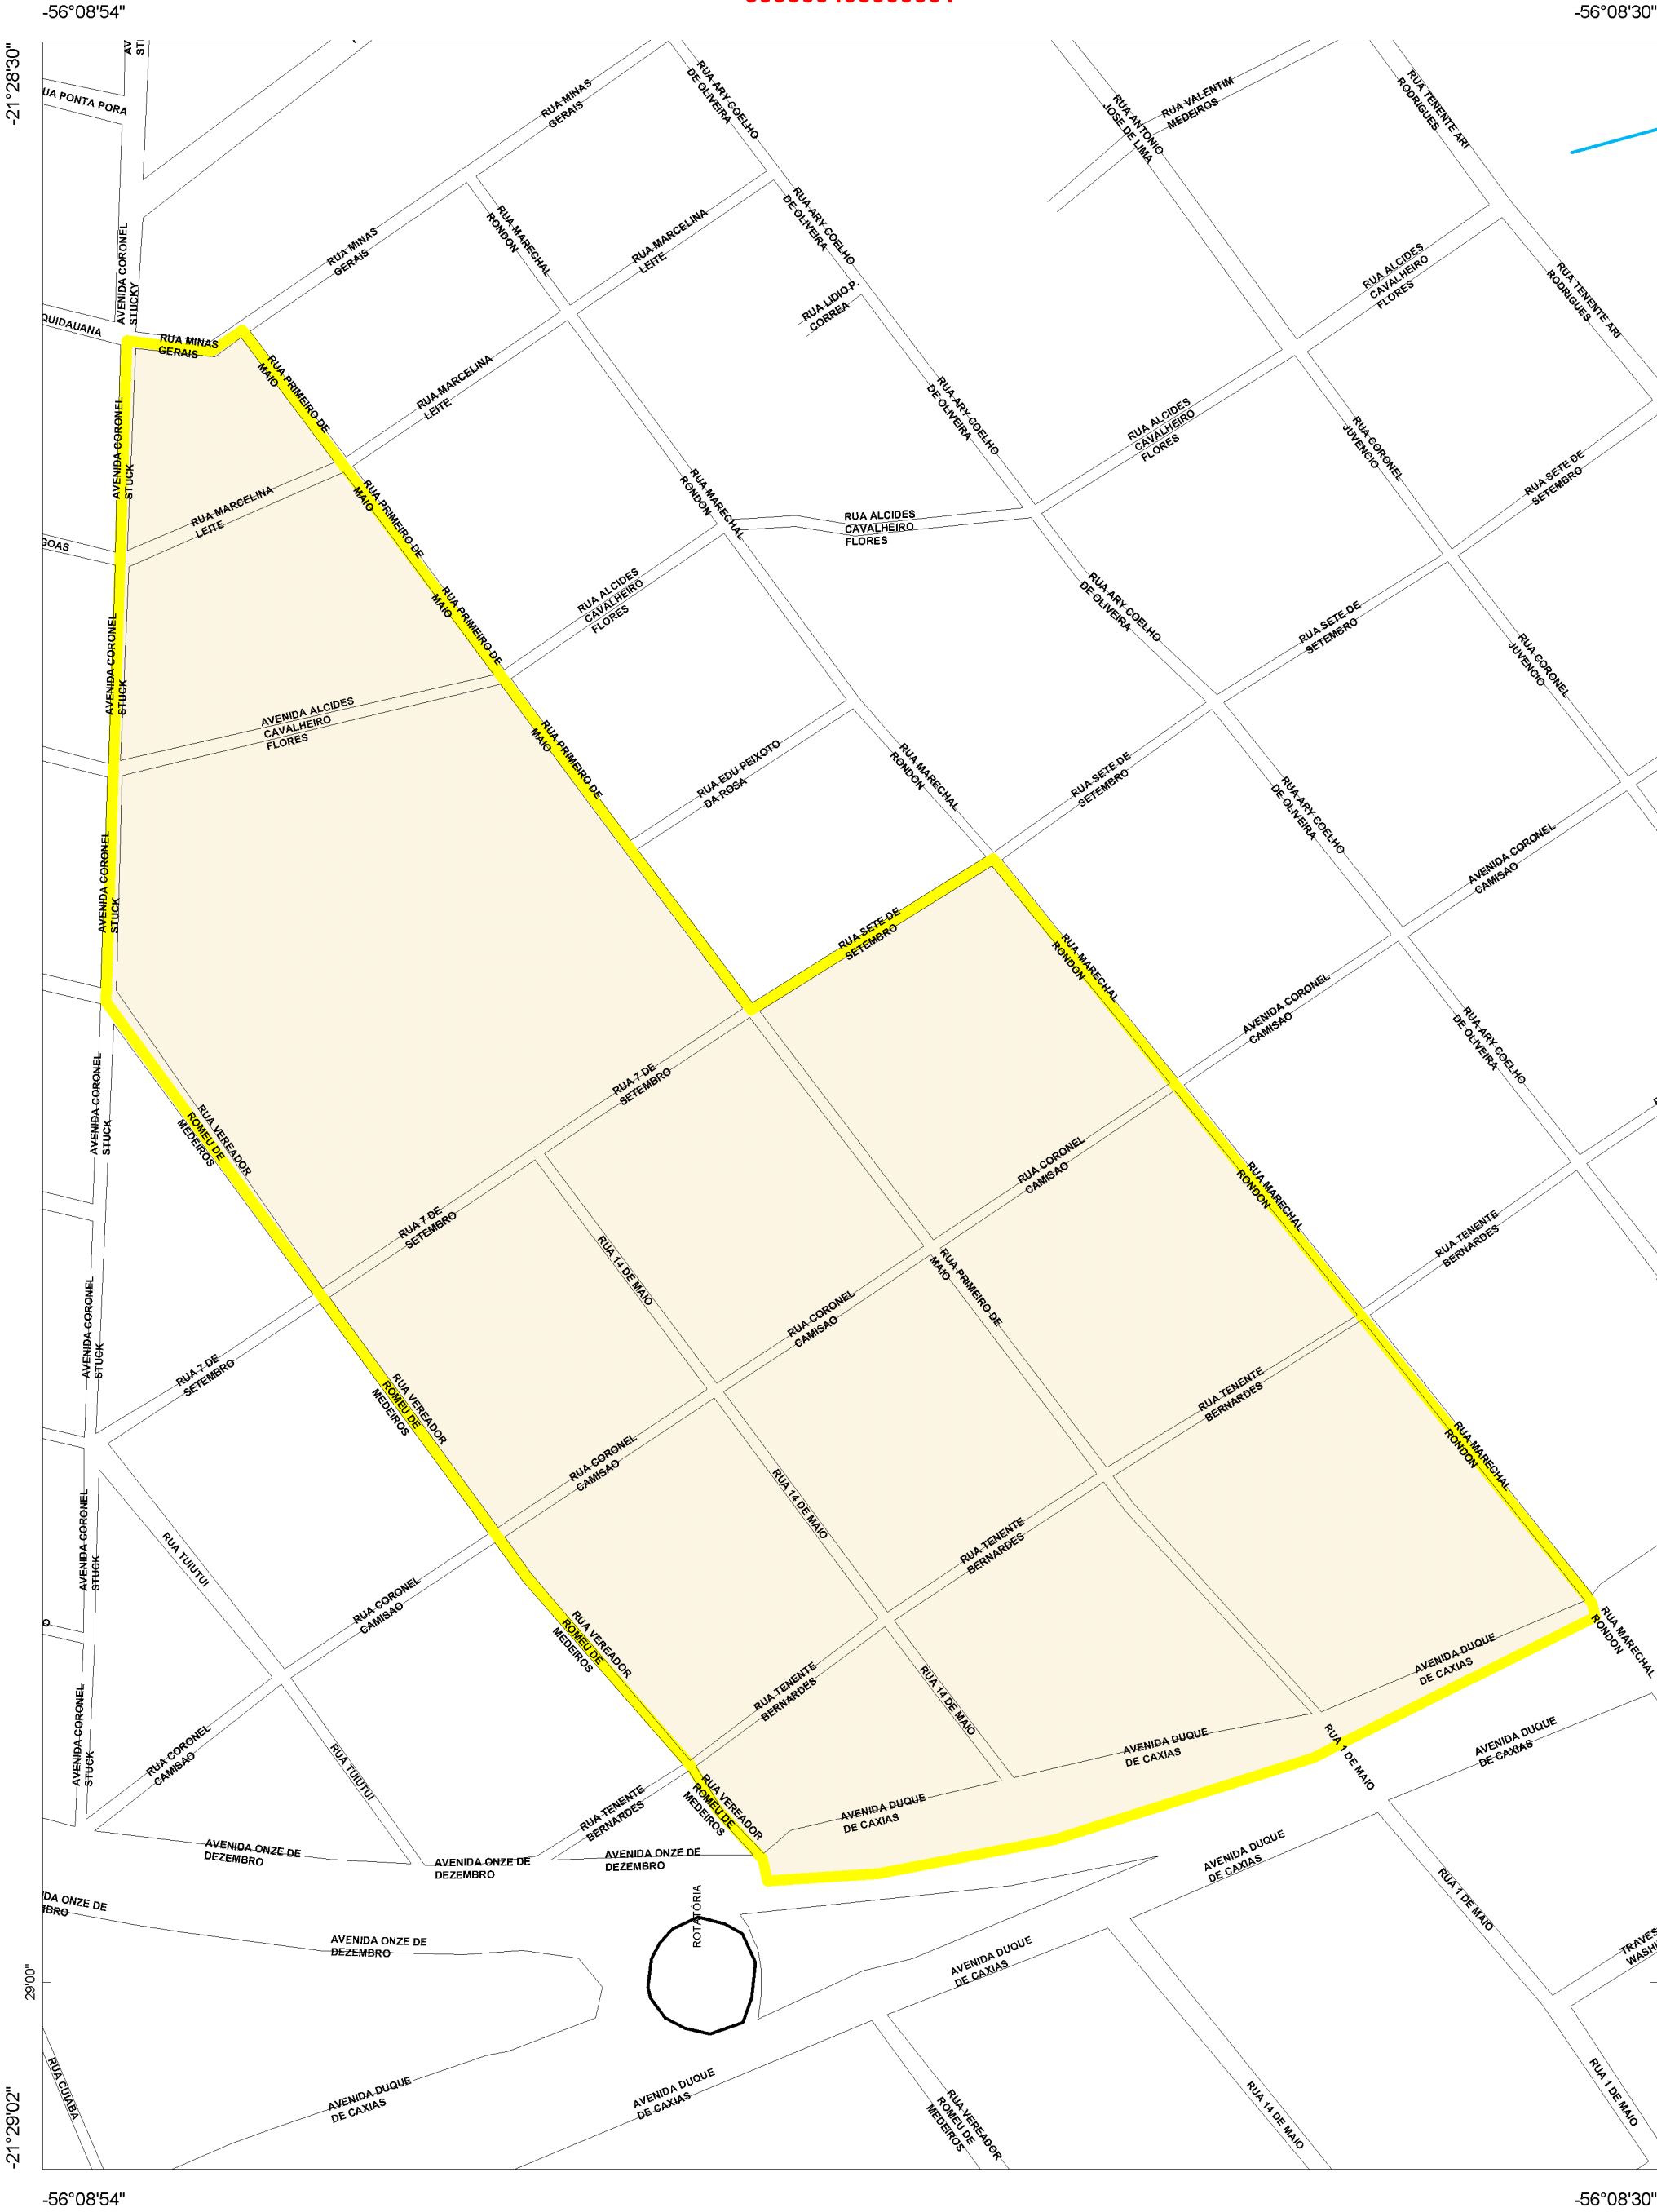 -56°08'54"
-56°08'30"
-21°28'30"
RUA MINAS
GERAIS
RUA ARY COELHO
DE OLIVEIRA
RUA ANTONIO
JOSE DE LIMA
RUA VALENTIM
MEDEIROS
RUA TENENTE ARI
RODRIGUES
UA PONTA PORA
AVENIDA CORONEL
STUCKY
RUA MINAS
GERAIS
RUA MARECHAL
RONDON
RUA MARCELINA
LEITE
RUA ARY COELHO
DE OLIVEIRA
RUA LIDIO P.
CORREA
RUA ALCIDES
CAVALHEIRO
FLORES
RUA TENENTE ARI
RODRIGUES
QUIDAUANA
RUA MINAS
GERAIS
RUA PRIMEIRO DE
MAIO
RUA MARCELINA
LEITE
RUA ARY COELHO
DE OLIVEIRA
RUA ALCIDES
CAVALHEIRO
FLORES
RUA CORONEL
JUVENCIO
RUA SETE DE
SETEMBRO
AVENIDA CORONEL
STUCK
RUA MARCELINA
LEITE
RUA PRIMEIRO DE
MAIO
RUA MARECHAL
RONDON
RUA ALCIDES
CAVALHEIRO
FLORES
GOAS
RUA ALCIDES
CAVALHEIRO
FLORES
RUA PRIMEIRO DE
MAIO
RUA ARY COELHO
DE OLIVEIRA
RUA SETE DE
SETEMBRO
RUA CORONEL
JUVENCIO
AVENIDA CORONEL
STUCK
AVENIDA ALCIDES
CAVALHEIRO
FLORES
RUA PRIMEIRO DE
MAIO
RUA EDU PEIXOTO
DA ROSA
RUA MARECHAL
RONDON
RUA SETE DE
SETEMBRO
RUA ARY COELHO
DE OLIVEIRA
AVENIDA CORONEL
CAMISAO
AVENIDA CORONEL
STUCK
RUA SETE DE
SETEMBRO
RUA MARECHAL
RONDON
AVENIDA CORONEL
CAMISAO
RUA ARY COELHO
DE OLIVEIRA
AVENIDA CORONEL
STUCK
RUA VEREADOR
ROMEU DE
MEDEIROS
RUA 7 DE
SETEMBRO
RUA CORONEL
CAMISAO
RUA MARECHAL
RONDON
RUA TENENTE
BERNARDES
RUA 7 DE
SETEMBRO
RUA 14 DE MAIO
RUA PRIMEIRO DE
MAIO
AVENIDA CORONEL
STUCK
RUA 7 DE
SETEMBRO
RUA CORONEL
CAMISAO
RUA VEREADOR
ROMEU DE
MEDEIROS
RUA TENENTE
BERNARDES
RUA MARECHAL
RONDON
RUA CORONEL
CAMISAO
RUA 14 DE MAIO
AVENIDA CORONEL
STUCK
RUA TUIUTUI
RUA TENENTE
BERNARDES
RUA CORONEL
CAMISAO
O
RUA VEREADOR
ROMEU DE
MEDEIROS
RUA TENENTE
BERNARDES
RUA 14 DE MAIO
AVENIDA DUQUE
DE CAXIAS
RUA MARECHAL
RONDON
AVENIDA CORONEL
STUCK
RUA CORONEL
CAMISAO
RUA TUIUTUI
AVENIDA DUQUE
DE CAXIAS
RUA 1 DE MAIO
AVENIDA DUQUE
DE CAXIAS
RUA TENENTE
BERNARDES
RUA VEREADOR
ROMEU DE
MEDEIROS
AVENIDA DUQUE
DE CAXIAS
AVENIDA ONZE DE
DEZEMBRO
AVENIDA ONZE DE
DEZEMBRO
AVENIDA ONZE DE
DEZEMBRO
AVENIDA DUQUE
DE CAXIAS
RUA 1 DE MAIO
IDA ONZE DE
MBRO
ROTATÓRIA
AVENIDA ONZE DE
DEZEMBRO
AVENIDA DUQUE
DE CAXIAS
TRAVES
WASHI
29'00"
RUA CUIABA
AVENIDA DUQUE
DE CAXIAS
AVENIDA DUQUE
DE CAXIAS
RUA VEREADOR
ROMEU DE
MEDEIROS
RUA 14 DE MAIO
RUA 1 DE MAIO
-21°29'02"
-56°08'54"
-56°08'30"